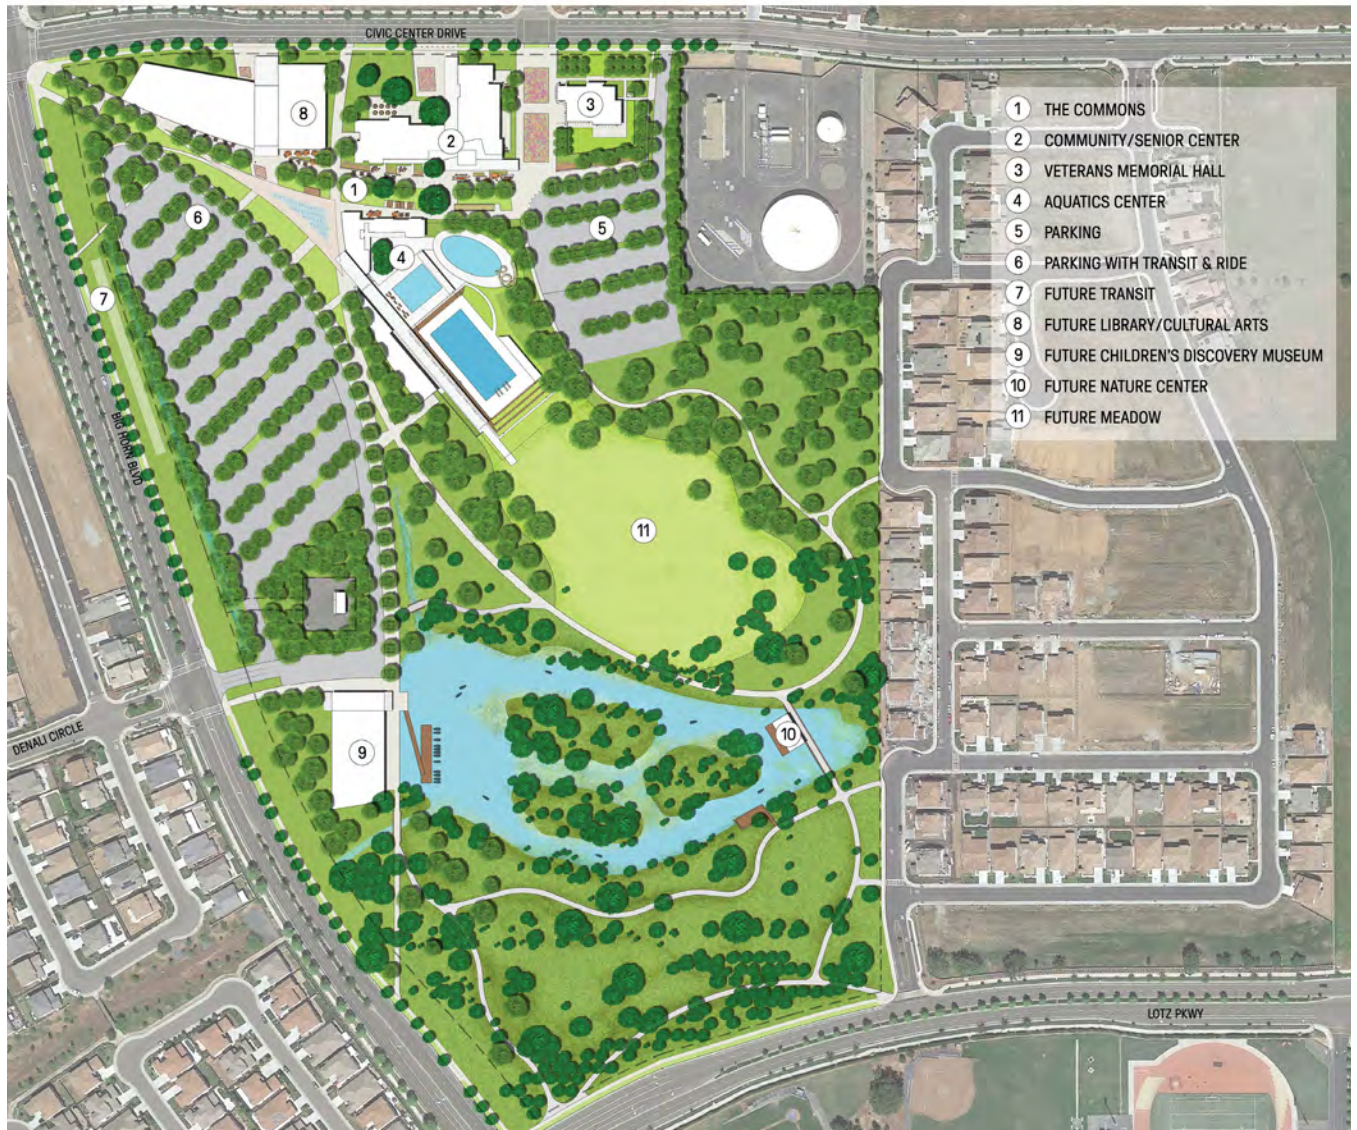 CIVIC CENTER DRIVE
1 THE COMMONS
2 COMMUNITY/SENIOR CENTER
3 VETERANS MEMORIAL HALL
4 AQUATICS CENTER
5 PARKING
6 PARKING WITH TRANSIT & RIDE
7 FUTURE TRANSIT
8 FUTURE LIBRARY/CULTURAL ARTS
9 FUTURE CHILDREN'S DISCOVERY MUSEUM
10 FUTURE NATURE CENTER
11 FUTURE MEADOW
8
3
2
1
6
5
4
7
BIG HORN BLVD
11
10
DENALI CIRCLE
9
LOTZ PKWY